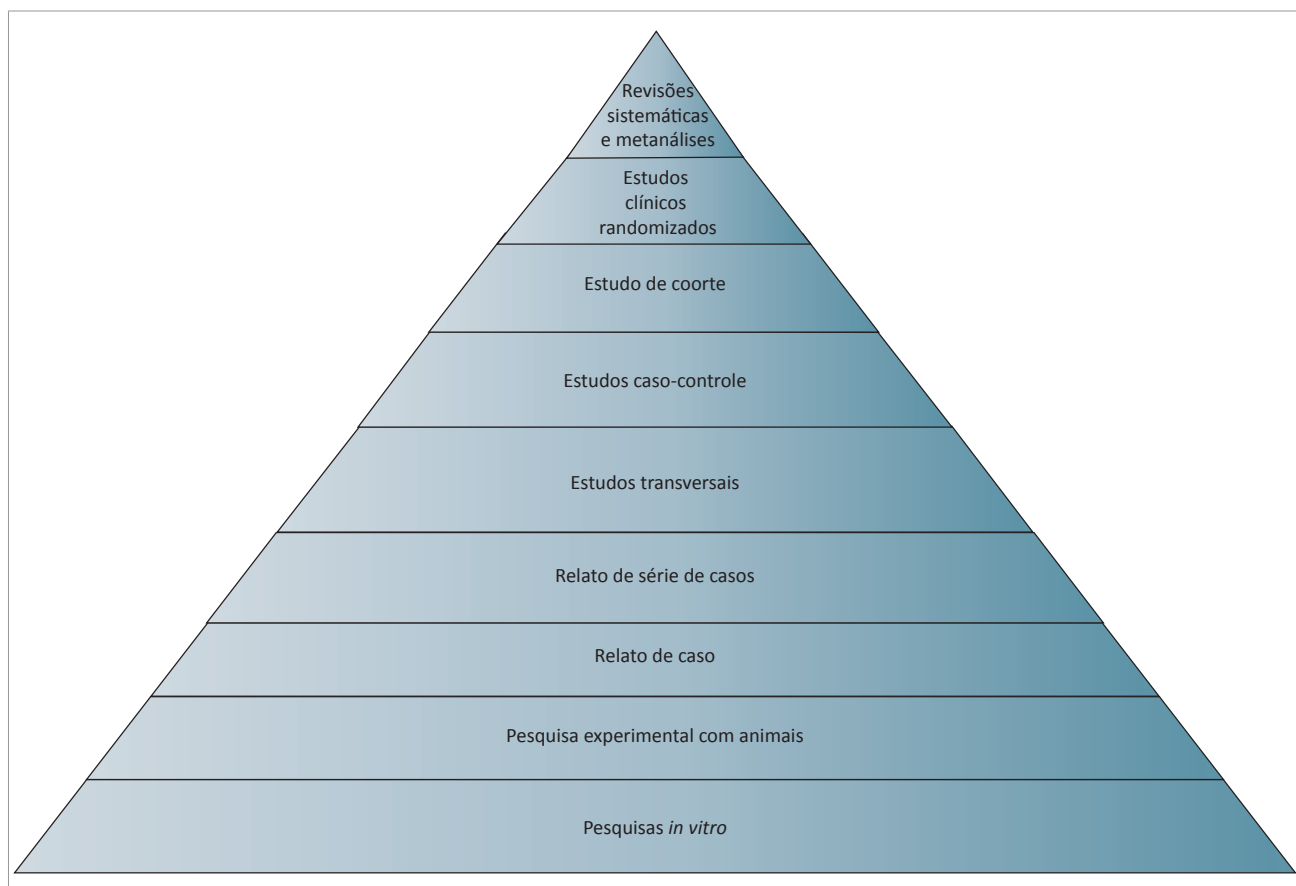 Revisões
sistemáticas
e metanálises
Estudos
clínicos
randomizados
Estudo de coorte
Estudos caso-controle
Estudos transversais
Relato de série de casos
Relato de caso
Pesquisa experimental com animais
Pesquisas in vitro